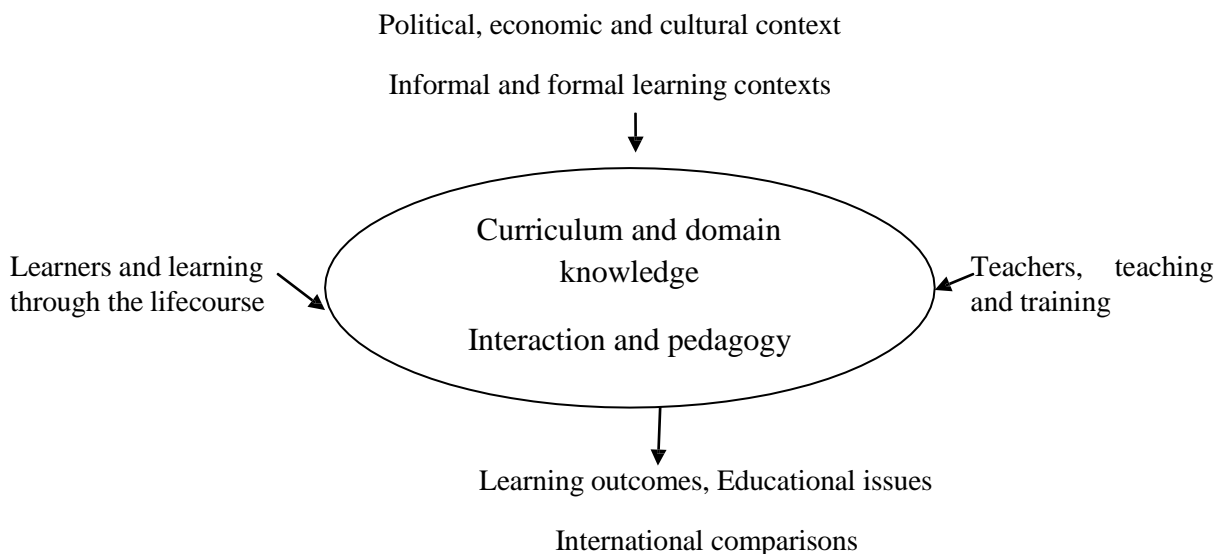 Political, economic and cultural context
Informal and formal learning contexts
Curriculum and domain
knowledge
Interaction and pedagogy
Learners and learning
through the lifecourse
Teachers, teaching
and training
Learning outcomes, Educational issues
International comparisons